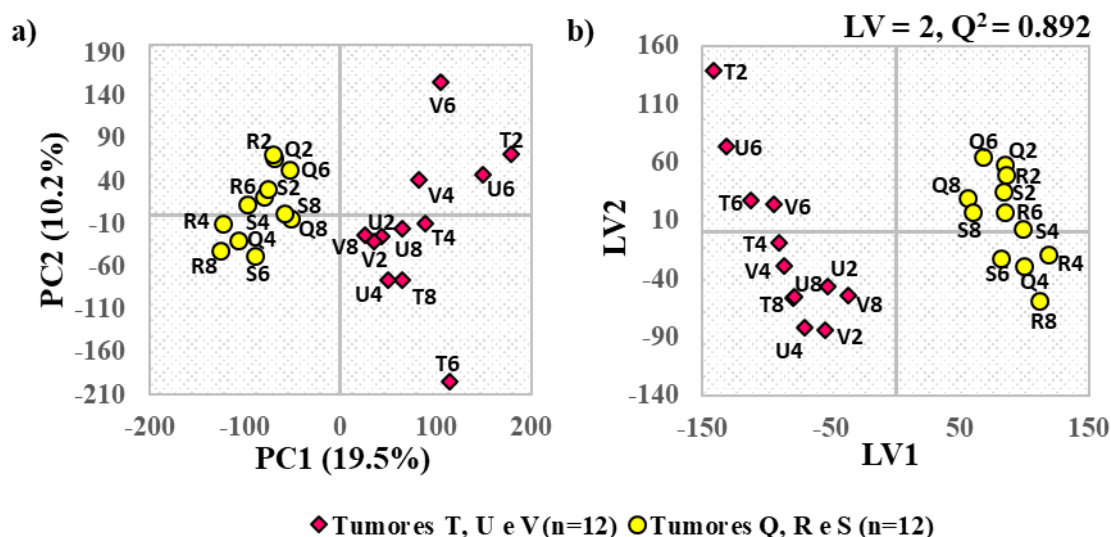 a)
190
140
90
40
-10
-60
-110
-160
-210
PC2 (10.2%)
V6
T2
U6
V4
T4
U2
U8
V8
V2
U4
T8
T6
R2
Q2
Q6
R6
S2
S8
R4
S4
Q8
Q4
R8
S6
-200
-100
0
100
200
PC1 (19.5%)
b)
LV = 2, Q² = 0.892
160
110
60
10
-40
-90
-140
LV2
T2
U6
T6
V6
T4
V4
U8
U2
T8
V8
U4
V2
Q6
Q2
R2
Q8
S2
S8
R6
S4
S6
R4
Q4
R8
-150
-50
50
150
LV1
Tumores T, U e V (n=12) Tumores Q, R e S (n=12)